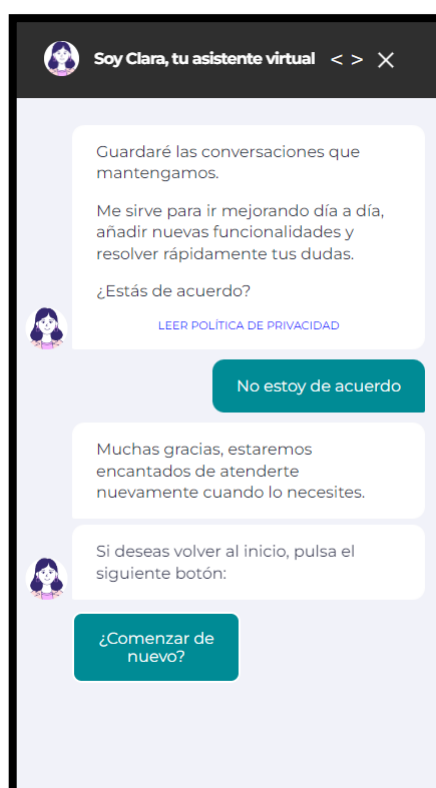 Soy Clara, tu asistente virtual < > ×
Guardaré las conversaciones que
mantengamos.
Me sirve para ir mejorando día a día,
añadir nuevas funcionalidades y
resolver rápidamente tus dudas.
¿Estás de acuerdo?
LEER POLÍTICA DE PRIVACIDAD
No estoy de acuerdo
Muchas gracias, estaremos
encantados de atenderte
nuevamente cuando lo necesites.
Si deseas volver al inicio, pulsa el
siguiente botón:
¿Comenzar de
nuevo?